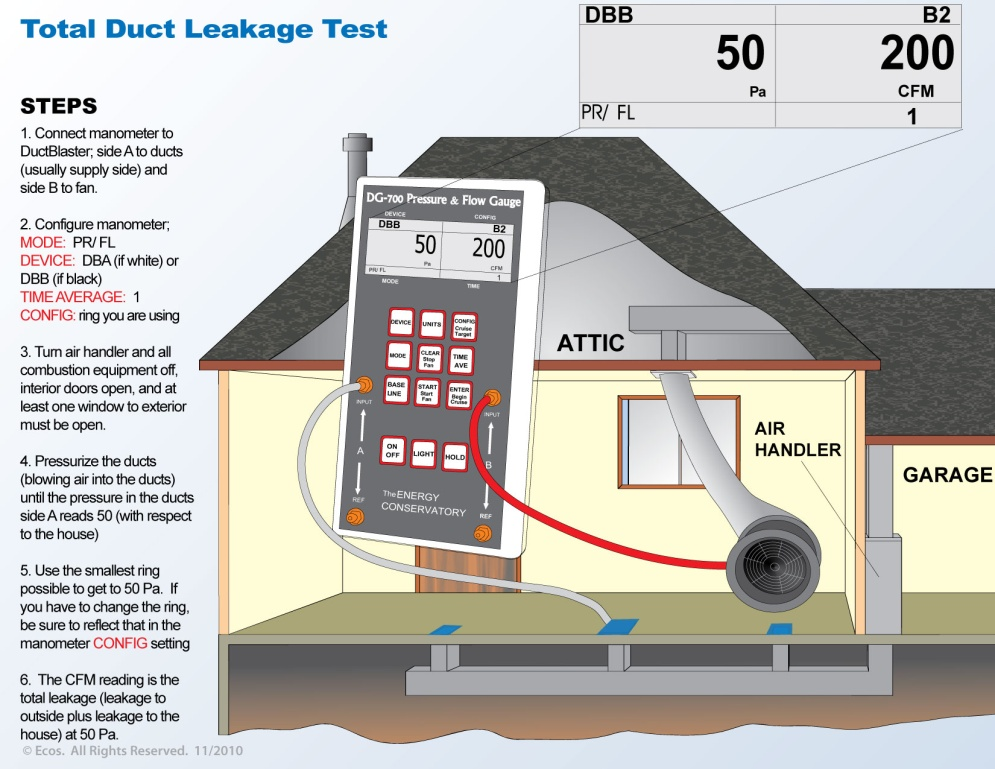 Total Duct Leakage Test
STEPS
1. Connect manometer to
DuctBlaster; side A to ducts
(usually supply side) and
side B to fan.
2. Configure manometer;
MODE: PR/ FL
DEVICE: DBA (if white) or
DBB (if black)
TIME AVERAGE: 1
CONFIG: ring you are using
3. Turn air handler and all
combustion equipment off,
interior doors open, and at
least one window to exterior
must be open.
4. Pressurize the ducts
(blowing air into the ducts)
until the pressure in the ducts
side A reads 50 (with respect
to the house)
5. Use the smallest ring
possible to get to 50 Pa. If
you have to change the ring,
be sure to reflect that in the
manometer CONFIG setting
6. The CFM reading is the
total leakage (leakage to
outside plus leakage to the
house) at 50 Pa.
© Ecos. All Rights Reserved. 11/2010
DBB B2
50 200
Pa CFM
PR/ FL 1
DG-700 Pressure & Flow Gauge
DEVICE CONFIG
DBB B2
50 200
Pa CFM
PR/ FL 1
MODE TIME
DEVICE UNITS CONFIG Cruise Target
MODE CLEAR Stop Fan TIME AVE
BASE LINE START Start Fan ENTER Begin Cruise
INPUT INPUT
ON OFF LIGHT HOLD
A B
REF REF
The ENERGY
CONSERVATORY
ATTIC
AIR
HANDLER
GARAGE